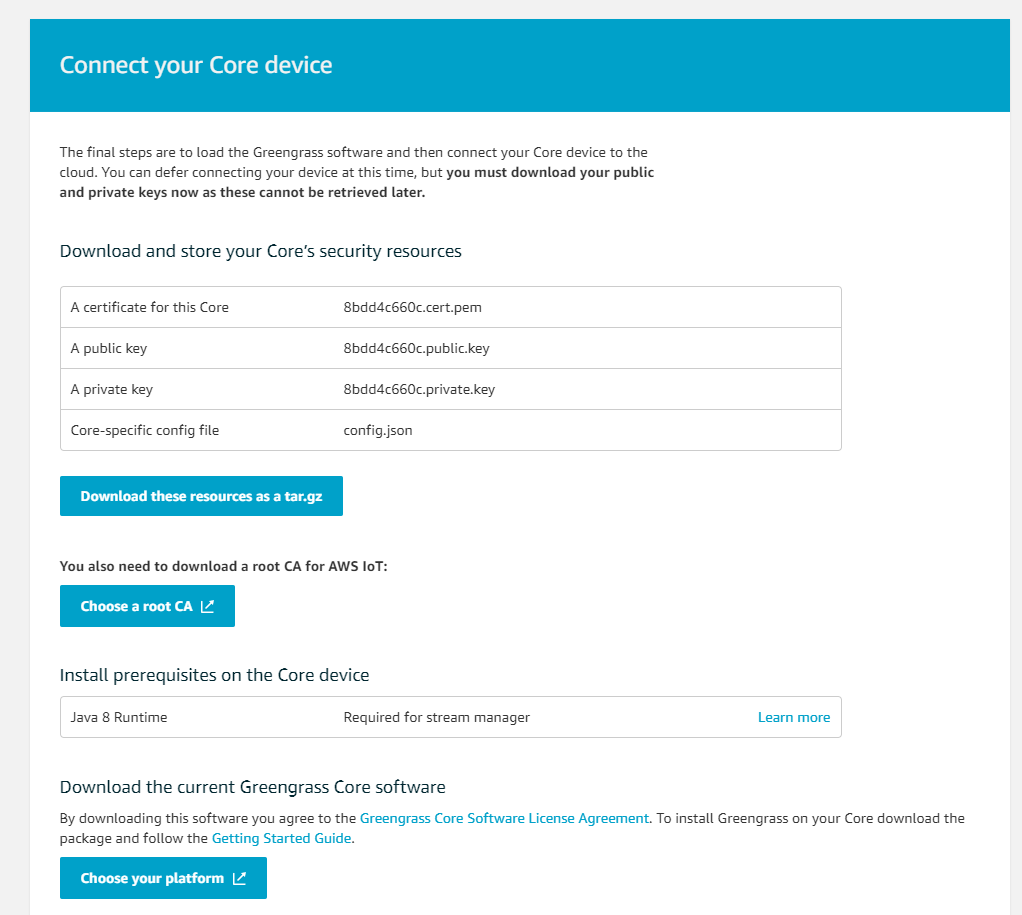 Connect your Core device
The final steps are to load the Greengrass software and then connect your Core device to the
cloud. You can defer connecting your device at this time, but you must download your public
and private keys now as these cannot be retrieved later.
Download and store your Core’s security resources
A certificate for this Core 8bdd4c660c.cert.pem
A public key 8bdd4c660c.public.key
A private key 8bdd4c660c.private.key
Core-specific config file config.json
Download these resources as a tar.gz
You also need to download a root CA for AWS IoT:
Choose a root CA
Install prerequisites on the Core device
Java 8 Runtime Required for stream manager Learn more
Download the current Greengrass Core software
By downloading this software you agree to the Greengrass Core Software License Agreement. To install Greengrass on your Core download the
package and follow the Getting Started Guide.
Choose your platform